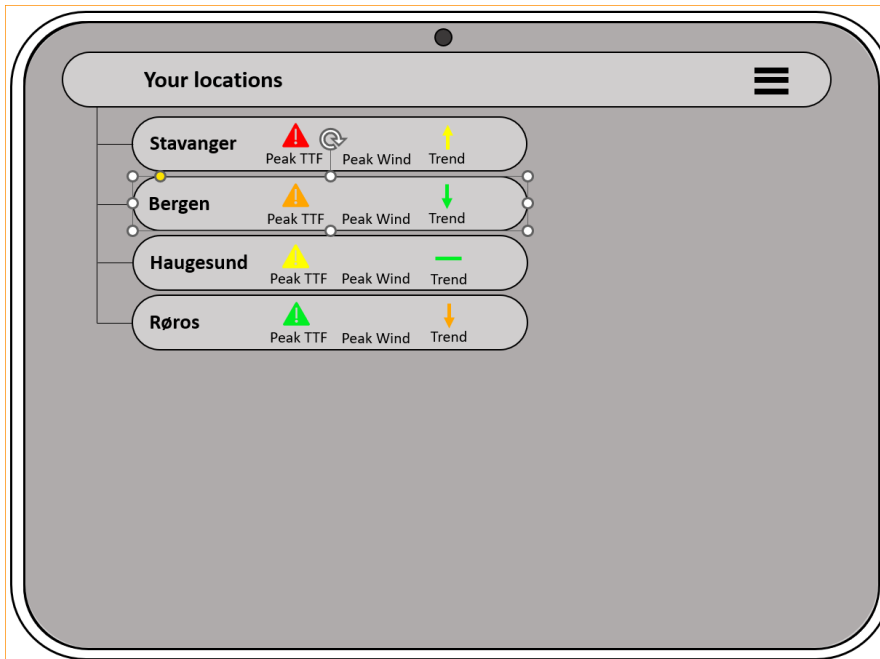 Your locations
Stavanger
Peak TTF Peak Wind Trend
Bergen
Peak TTF Peak Wind Trend
Haugesund
Peak TTF Peak Wind Trend
Røros
Peak TTF Peak Wind Trend